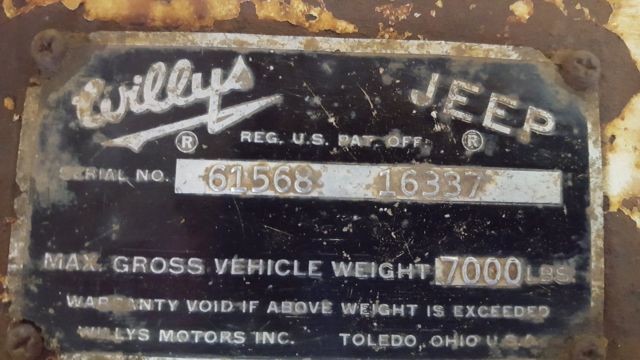 Willys JEEP
® REG. U.S. PAT. OFF. ®
SERIAL NO. 61568 16337
MAX. GROSS VEHICLE WEIGHT 7000 LBS.
WARRANTY VOID IF ABOVE WEIGHT IS EXCEEDED
WILLYS MOTORS INC. TOLEDO, OHIO U.S.A.